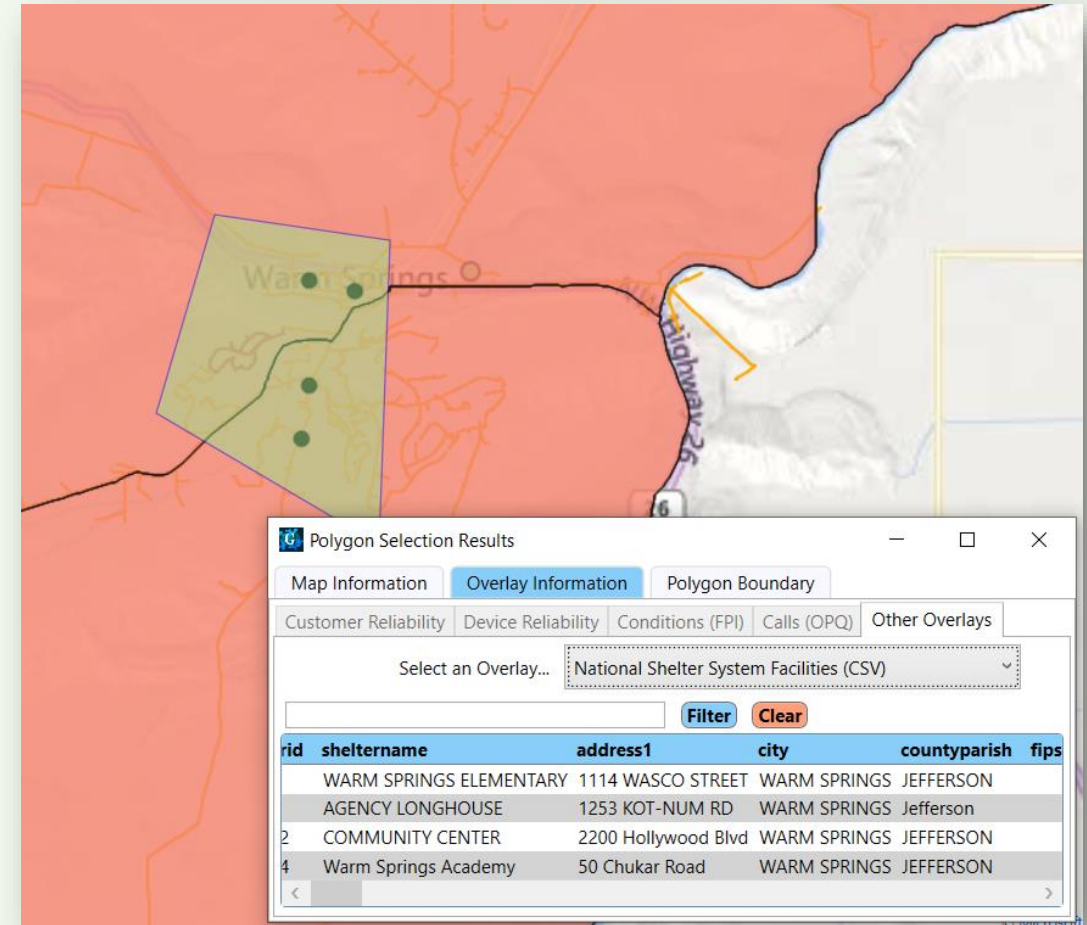 Warm Springs
Highway 26
26
Polygon Selection Results
Map Information Overlay Information Polygon Boundary
Customer Reliability Device Reliability Conditions (FPI) Calls (OPQ) Other Overlays
Select an Overlay... National Shelter System Facilities (CSV)
Filter Clear
rid sheltername address1 city countyparish fips
WARM SPRINGS ELEMENTARY 1114 WASCO STREET WARM SPRINGS JEFFERSON
AGENCY LONGHOUSE 1253 KOT-NUM RD WARM SPRINGS Jefferson
2 COMMUNITY CENTER 2200 Hollywood Blvd WARM SPRINGS JEFFERSON
4 Warm Springs Academy 50 Chukar Road WARM SPRINGS JEFFERSON